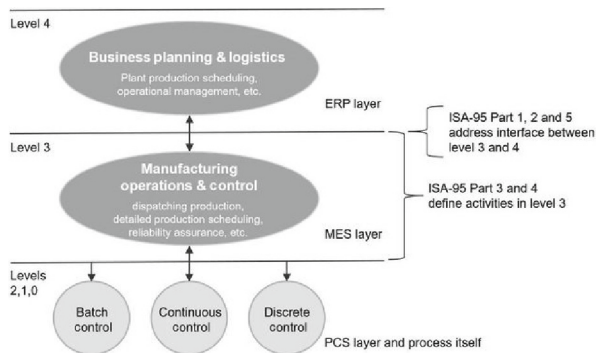 Level 4
Business planning & logistics
Plant production scheduling,
operational management, etc.
ERP layer
ISA-95 Part 1, 2 and 5
address interface between
level 3 and 4
Level 3
Manufacturing
operations & control
dispatching production,
detailed production scheduling,
reliability assurance, etc.
MES layer
ISA-95 Part 3 and 4
define activities in level 3
Levels
2,1,0
Batch
control
Continuous
control
Discrete
control
PCS layer and process itself